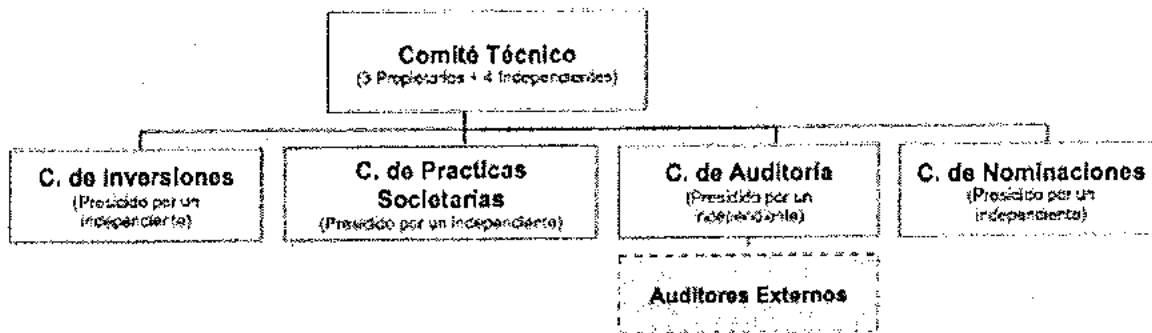 Comité Técnico
(3 Propietarios + 4 Independientes)
C. de Inversiones
(Presidido por un
independiente)
C. de Practicas
Societarias
(Presidido por un independiente)
C. de Auditoría
(Presidido por un
independiente)
C. de Nominaciones
(Presidido por un
independiente)
Auditores Externos